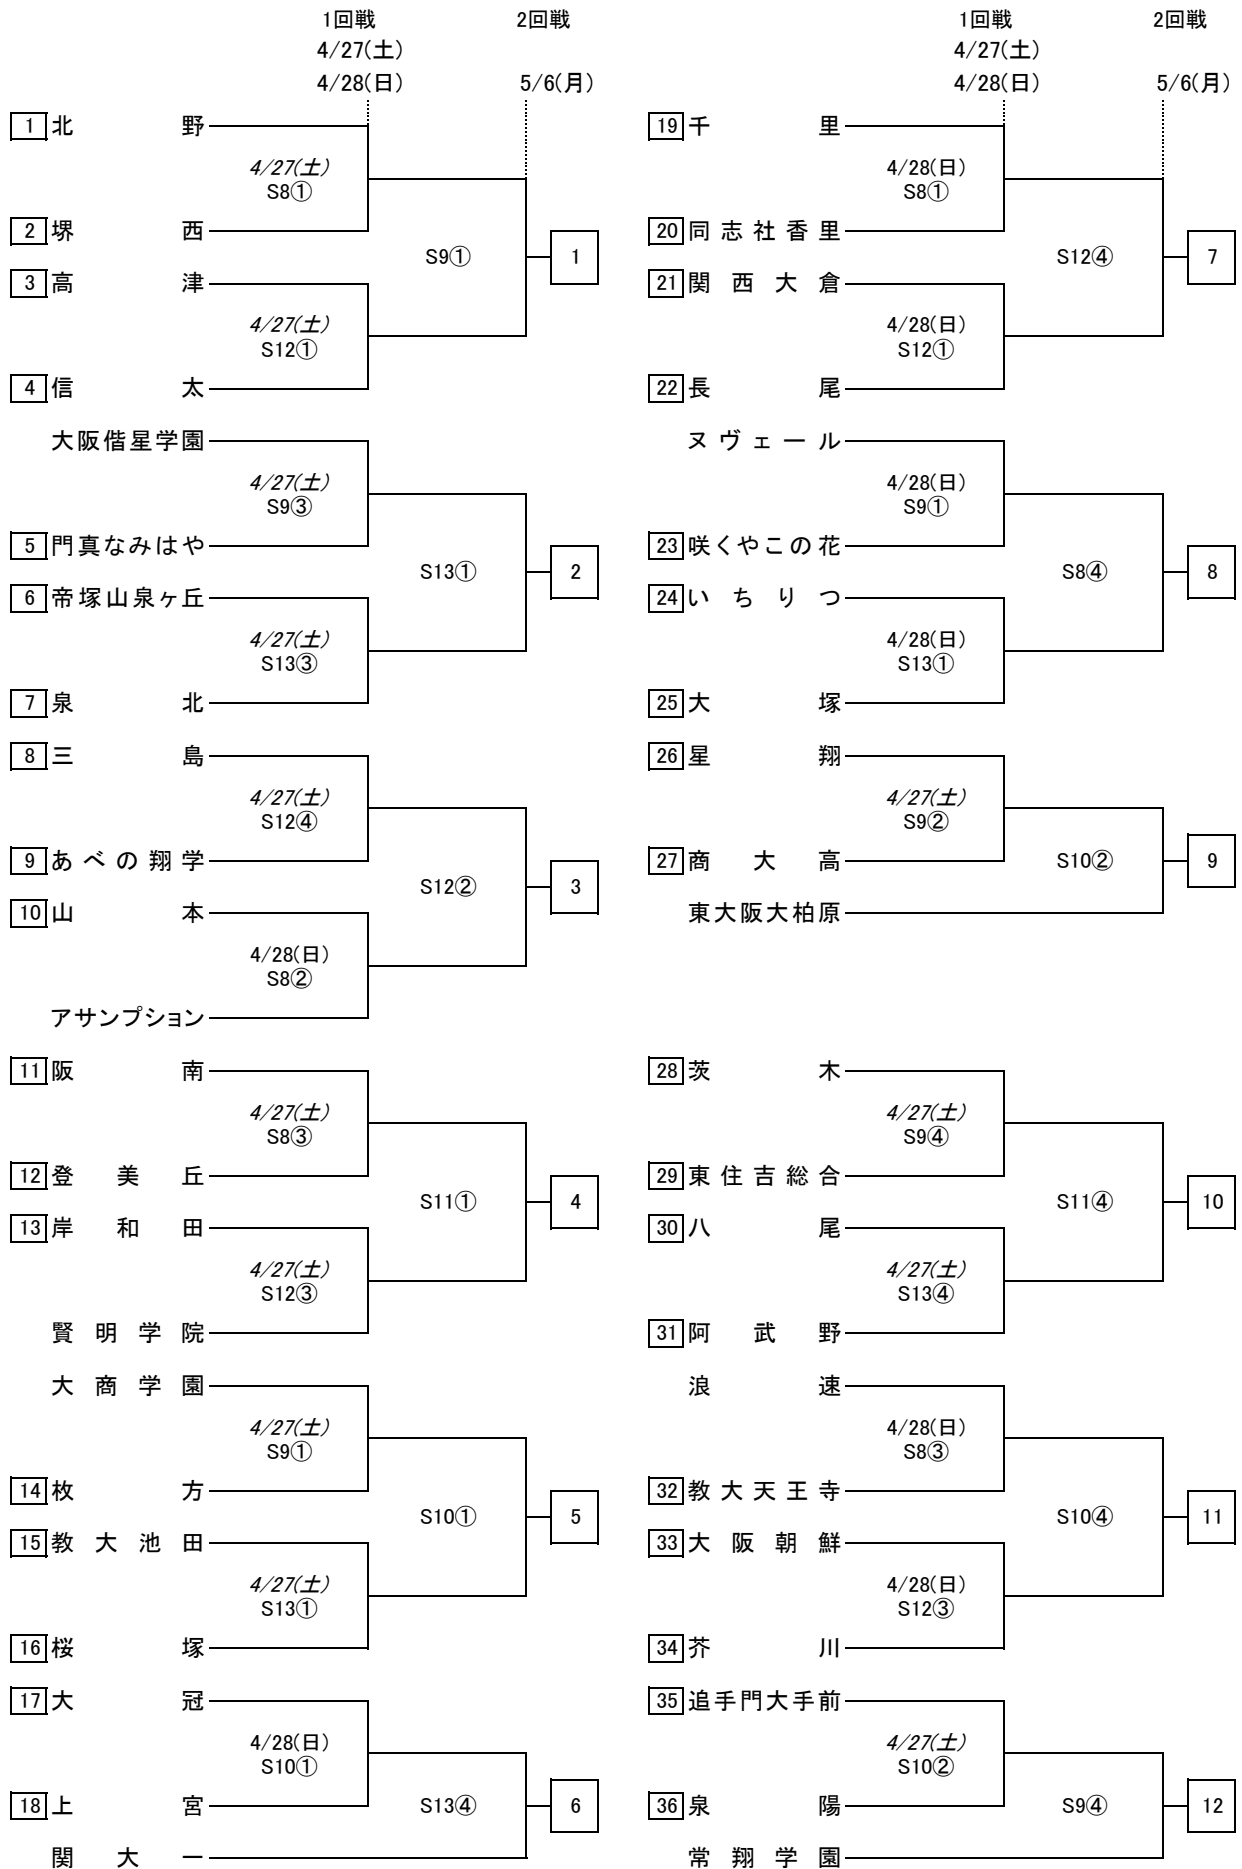 1回戦 2回戦
4/27(土)
4/28(日) 5/6(月)
1 北野
4/27(土)
S8①
2 堺西
S9① 1
3 高津
4/27(土)
S12①
4 信太
大阪偕星学園
4/27(土)
S9③
5 門真なみはや
S13① 2
6 帝塚山泉ヶ丘
4/27(土)
S13③
7 泉北
8 三島
4/27(土)
S12④
9 あべの翔学
S12② 3
10 山本
4/28(日)
S8②
アサンプション
11 阪南
4/27(土)
S8③
12 登美丘
S11① 4
13 岸和田
4/27(土)
S12③
賢明学院
大商学園
4/27(土)
S9①
14 枚方
S10① 5
15 教大池田
4/27(土)
S13①
16 桜塚
17 大冠
4/28(日)
S10①
18 上宮
S13④ 6
関大一
1回戦 2回戦
4/27(土)
4/28(日) 5/6(月)
19 千里
4/28(日)
S8①
20 同志社香里
S12④ 7
21 関西大倉
4/28(日)
S12①
22 長尾
ヌヴェール
4/28(日)
S9①
23 咲くやこの花
S8④ 8
24 いちりつ
4/28(日)
S13①
25 大塚
26 星翔
4/27(土)
S9②
27 商大高
S10② 9
東大阪大柏原
28 茨木
4/27(土)
S9④
29 東住吉総合
S11④ 10
30 八尾
4/27(土)
S13④
31 阿武野
浪速
4/28(日)
S8③
32 教大天王寺
S10④ 11
33 大阪朝鮮
4/28(日)
S12③
34 芥川
35 追手門大手前
4/27(土)
S10②
36 泉陽
S9④ 12
常翔学園